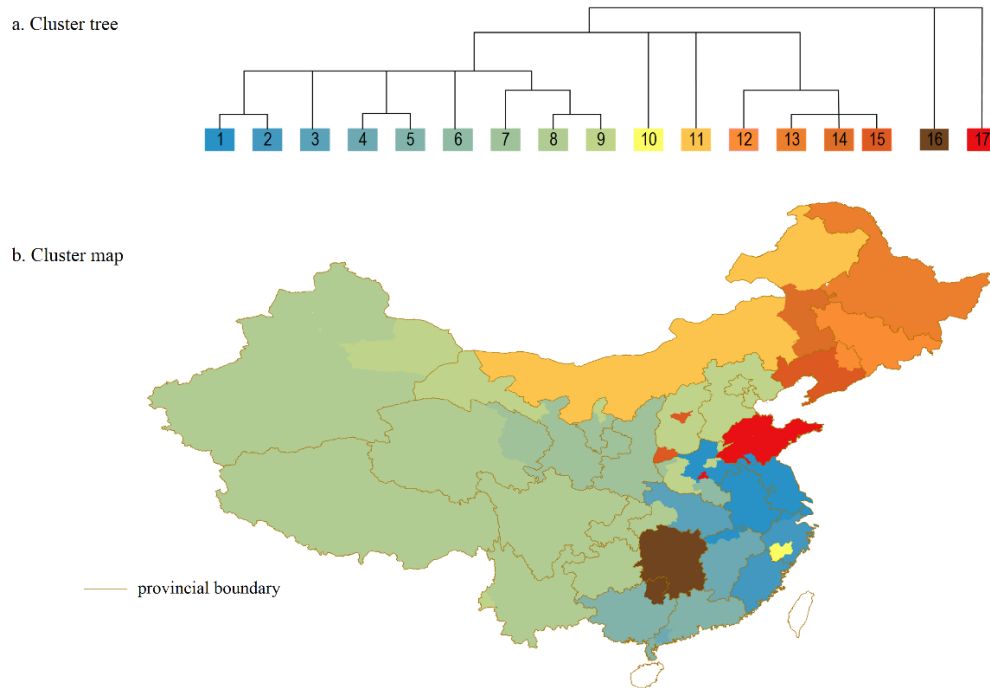 a. Cluster tree
1 2 3 4 5 6 7 8 9 10 11 12 13 14 15 16 17
b. Cluster map
provincial boundary